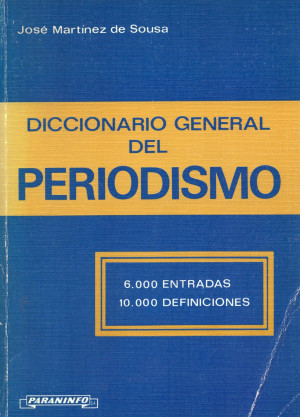 José Martínez de Sousa
DICCIONARIO GENERAL
DEL
PERIODISMO
6.000 ENTRADAS
10.000 DEFINICIONES
PARANINFO